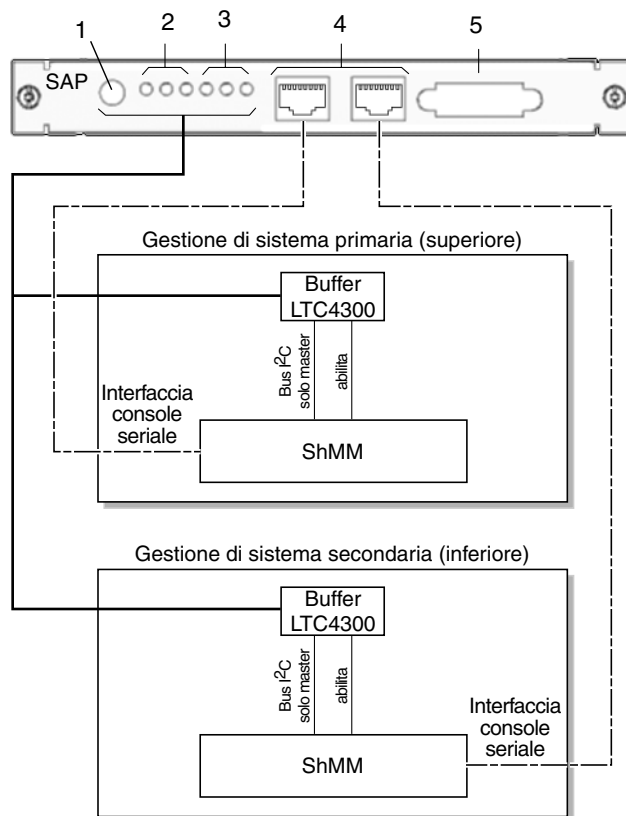 1
2
3
4
5
SAP
Gestione di sistema primaria (superiore)
Buffer
LTC4300
Bus I²C
solo master
abilita
Interfaccia
console
seriale
ShMM
Gestione di sistema secondaria (inferiore)
Buffer
LTC4300
Bus I²C
solo master
abilita
Interfaccia
console
seriale
ShMM